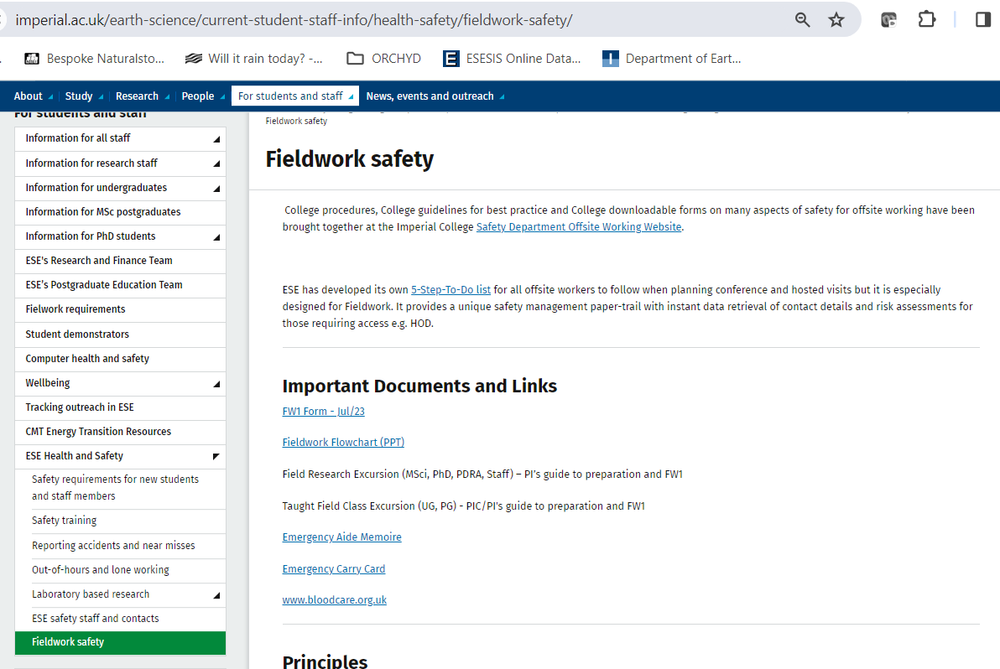 imperial.ac.uk/earth-science/current-student-staff-info/health-safety/fieldwork-safety/
Bespoke Naturalsto...
Will it rain today? -...
ORCHYD
ESESIS Online Data...
Department of Eart...
About
Study
Research
People
For students and staff
News, events and outreach
For students and staff
Information for all staff
Information for research staff
Information for undergraduates
Information for MSc postgraduates
Information for PhD students
ESE's Research and Finance Team
ESE's Postgraduate Education Team
Fielwork requirements
Student demonstrators
Computer health and safety
Wellbeing
Tracking outreach in ESE
CMT Energy Transition Resources
ESE Health and Safety
Safety requirements for new students
and staff members
Safety training
Reporting accidents and near misses
Out-of-hours and lone working
Laboratory based research
ESE safety staff and contacts
Fieldwork safety
Fieldwork safety
Fieldwork safety
College procedures, College guidelines for best practice and College downloadable forms on many aspects of safety for offsite working have been
brought together at the Imperial College Safety Department Offsite Working Website.
ESE has developed its own 5-Step-To-Do list for all offsite workers to follow when planning conference and hosted visits but it is especially
designed for Fieldwork. It provides a unique safety management paper-trail with instant data retrieval of contact details and risk assessments for
those requiring access e.g. HOD.
Important Documents and Links
FW1 Form - Jul/23
Fieldwork Flowchart (PPT)
Field Research Excursion (MSci, PhD, PDRA, Staff) – PI's guide to preparation and FW1
Taught Field Class Excursion (UG, PG) - PIC/PI's guide to preparation and FW1
Emergency Aide Memoire
Emergency Carry Card
www.bloodcare.org.uk
Principles